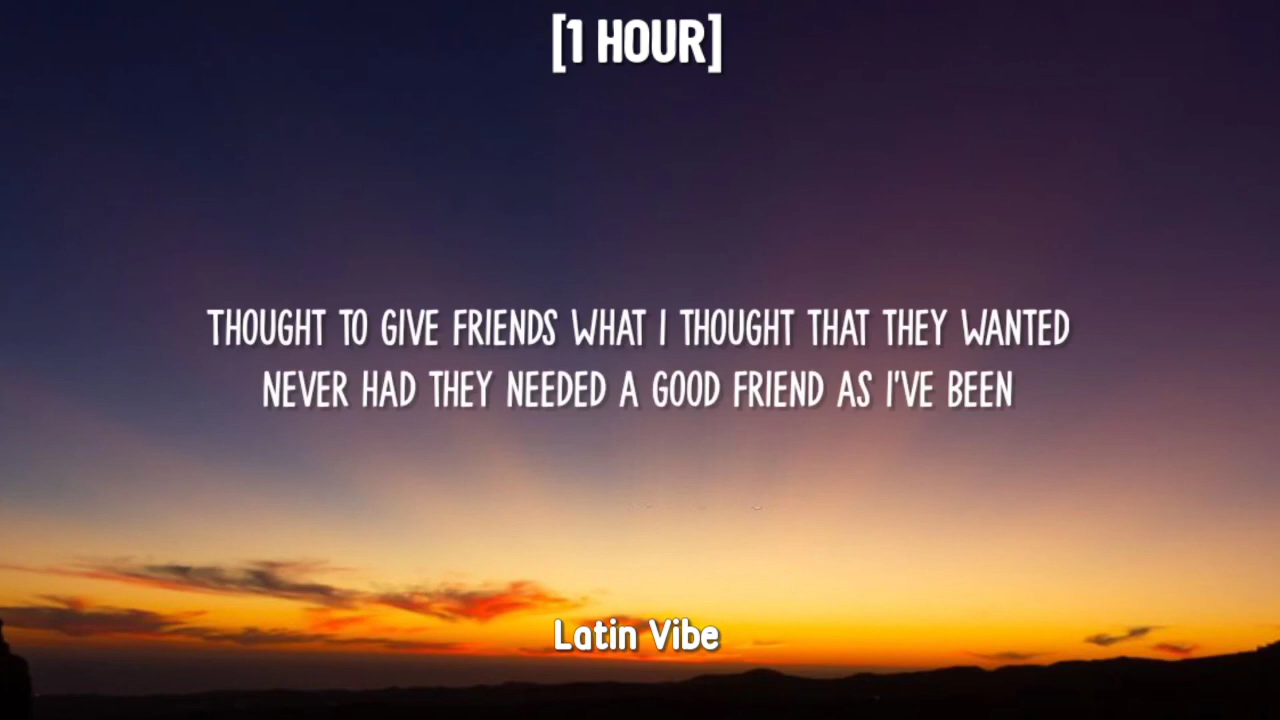 [1 HOUR]
THOUGHT TO GIVE FRIENDS WHAT I THOUGHT THAT THEY WANTED
NEVER HAD THEY NEEDED A GOOD FRIEND AS I'VE BEEN
Latin Vibe